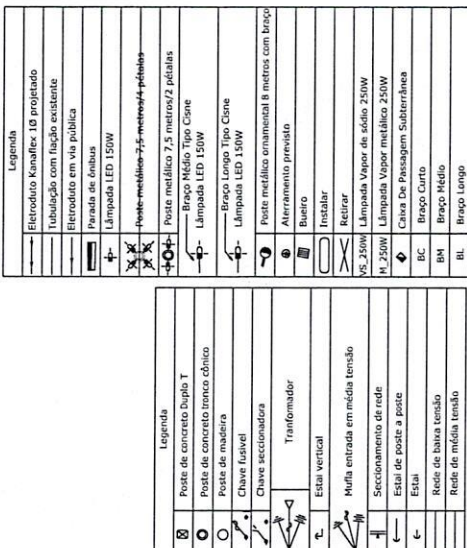 Legenda
Eletroduto Kanaflex 1Ø projetado
Tubulação com fiação existente
Eletroduto em via pública
Parada de ônibus
Lâmpada LED 150W
Poste metálico 7,5 metros/4 pétalas
Poste metálico 7,5 metros/2 pétalas
Braço Médio Tipo Cisne
Lâmpada LED 150W
Braço Longo Tipo Cisne
Lâmpada LED 150W
Poste metálico ornamental 8 metros com braço
Aterramento previsto
Bueiro
Instalar
Retirar
VS_250W Lâmpada Vapor de sódio 250W
M_250W Lâmpada Vapor metálico 250W
Caixa De Passagem Subterrânea
BC Braço Curto
BM Braço Médio
BL Braço Longo
Legenda
Poste de concreto Duplo T
Poste de concreto tronco cônico
Poste de madeira
Chave fusivel
Chave seccionadora
Tranformador
Estai vertical
Mufla entrada em média tensão
Seccionamento de rede
Estai de poste a poste
Estai
Rede de baixa tensão
Rede de média tensão